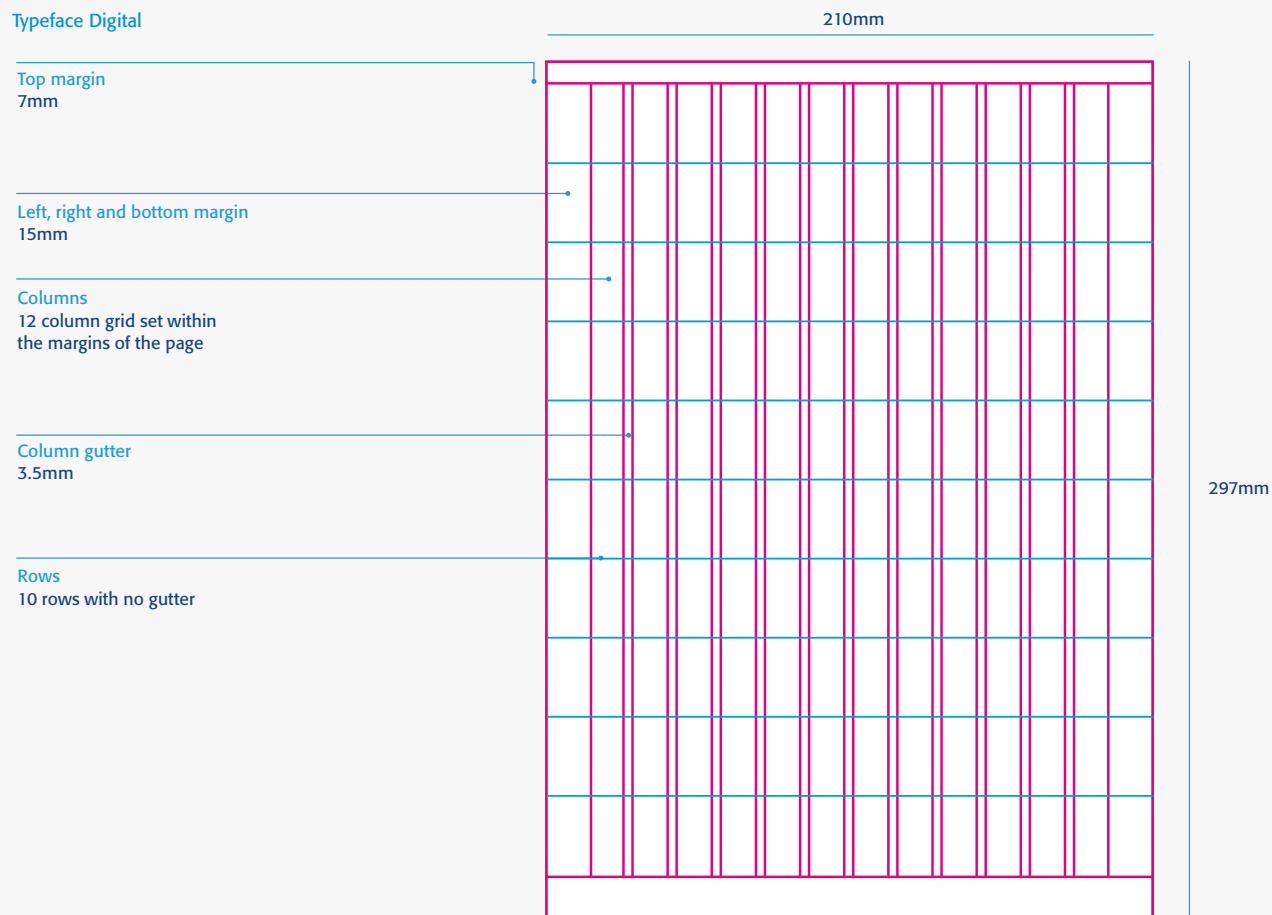 Typeface Digital
210mm
Top margin
7mm
Left, right and bottom margin
15mm
Columns
12 column grid set within
the margins of the page
Column gutter
3.5mm
297mm
Rows
10 rows with no gutter